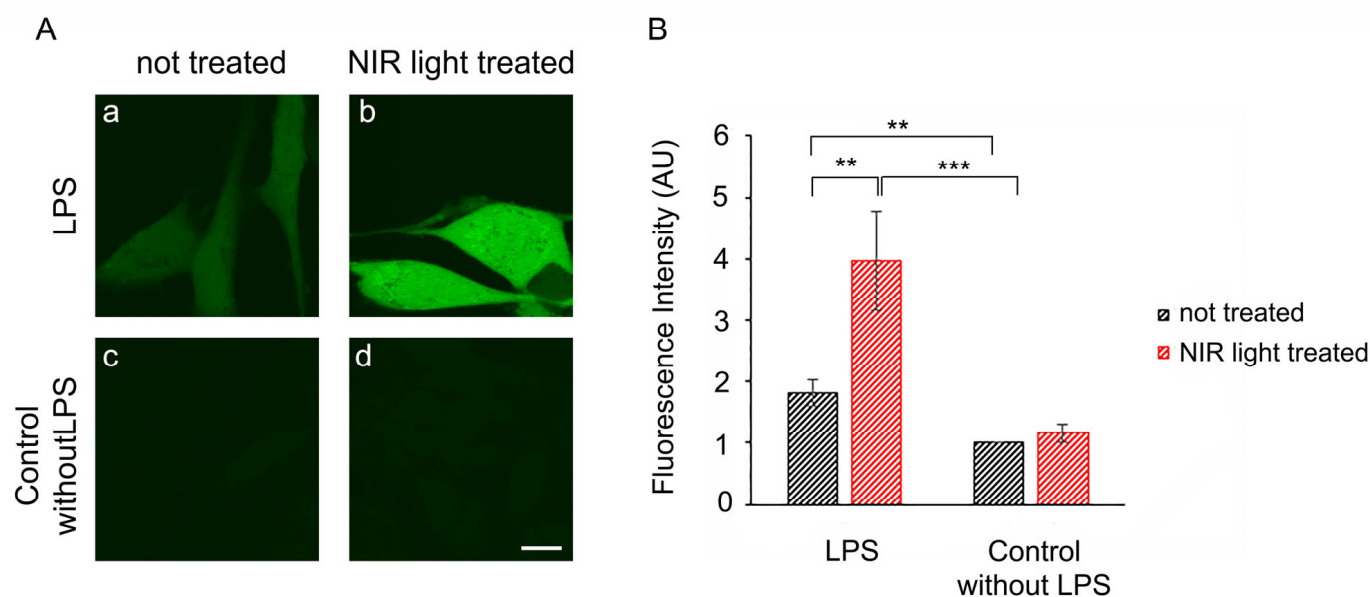 A
not treated
NIR light treated
LPS
Control
withoutLPS
a
b
c
d
B
Fluorescence Intensity (AU)
6
5
4
3
2
1
0
**
**
***
LPS
Control
without LPS
not treated
NIR light treated